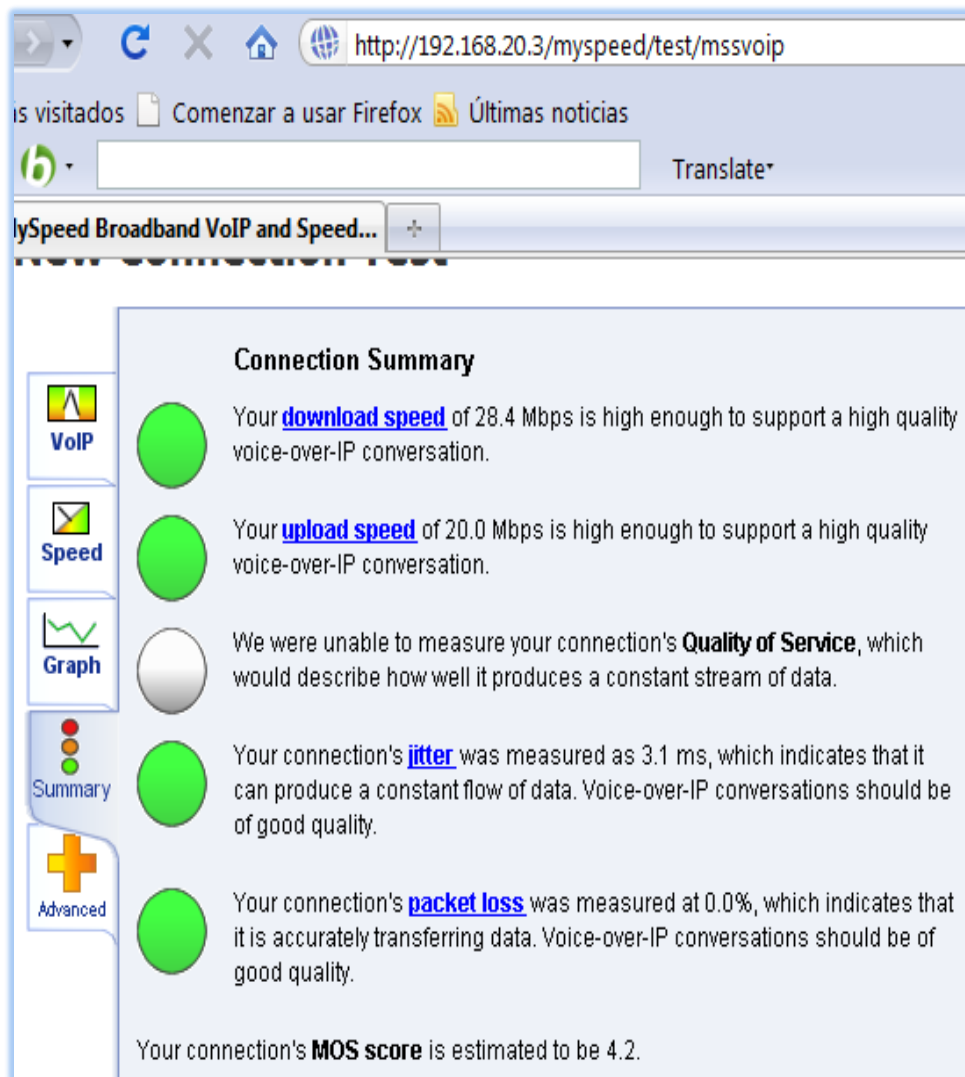 http://192.168.20.3/myspeed/test/mssvoip
s visitados Comenzar a usar Firefox Últimas noticias
Translate
ySpeed Broadband VoIP and Speed...
New Connection Test
Connection Summary
VoIP
Your download speed of 28.4 Mbps is high enough to support a high quality
voice-over-IP conversation.
Speed
Your upload speed of 20.0 Mbps is high enough to support a high quality
voice-over-IP conversation.
Graph
We were unable to measure your connection's Quality of Service, which
would describe how well it produces a constant stream of data.
Summary
Your connection's jitter was measured as 3.1 ms, which indicates that it
can produce a constant flow of data. Voice-over-IP conversations should be
of good quality.
Advanced
Your connection's packet loss was measured at 0.0%, which indicates that
it is accurately transferring data. Voice-over-IP conversations should be of
good quality.
Your connection's MOS score is estimated to be 4.2.